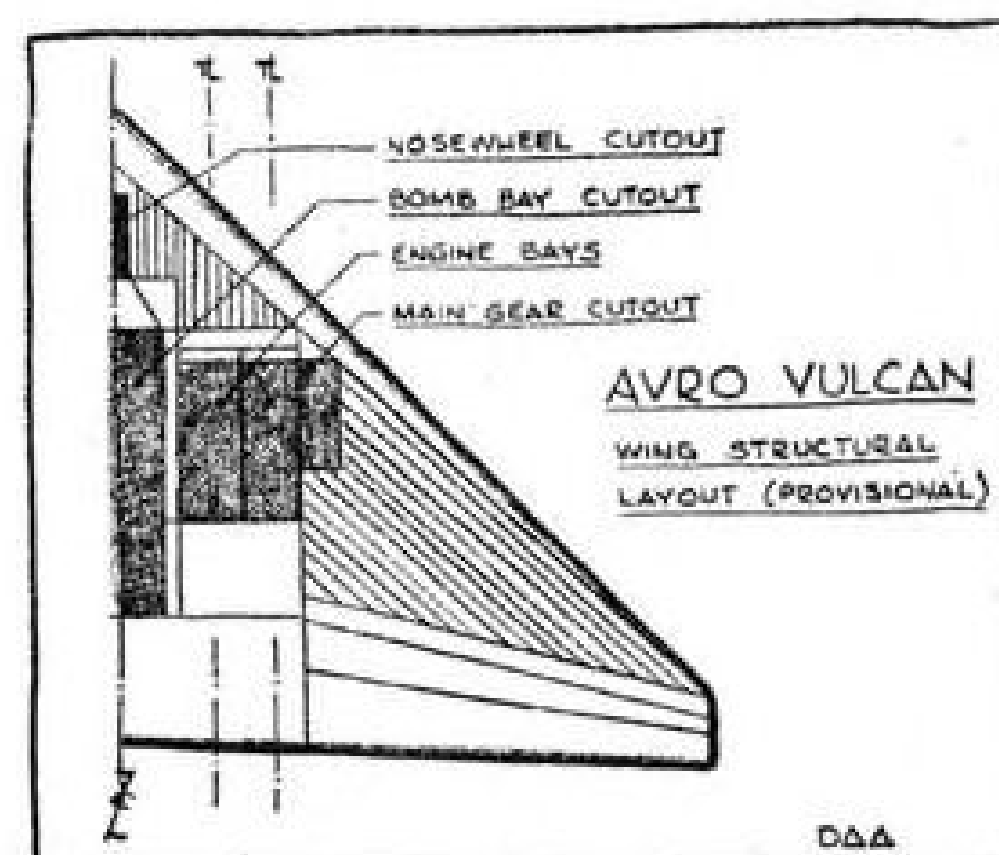 NOSEWHEEL CUTOUT
BOMB BAY CUTOUT
ENGINE BAYS
MAIN GEAR CUTOUT
AVRO VULCAN
WING STRUCTURAL
LAYOUT (PROVISIONAL)
DAA